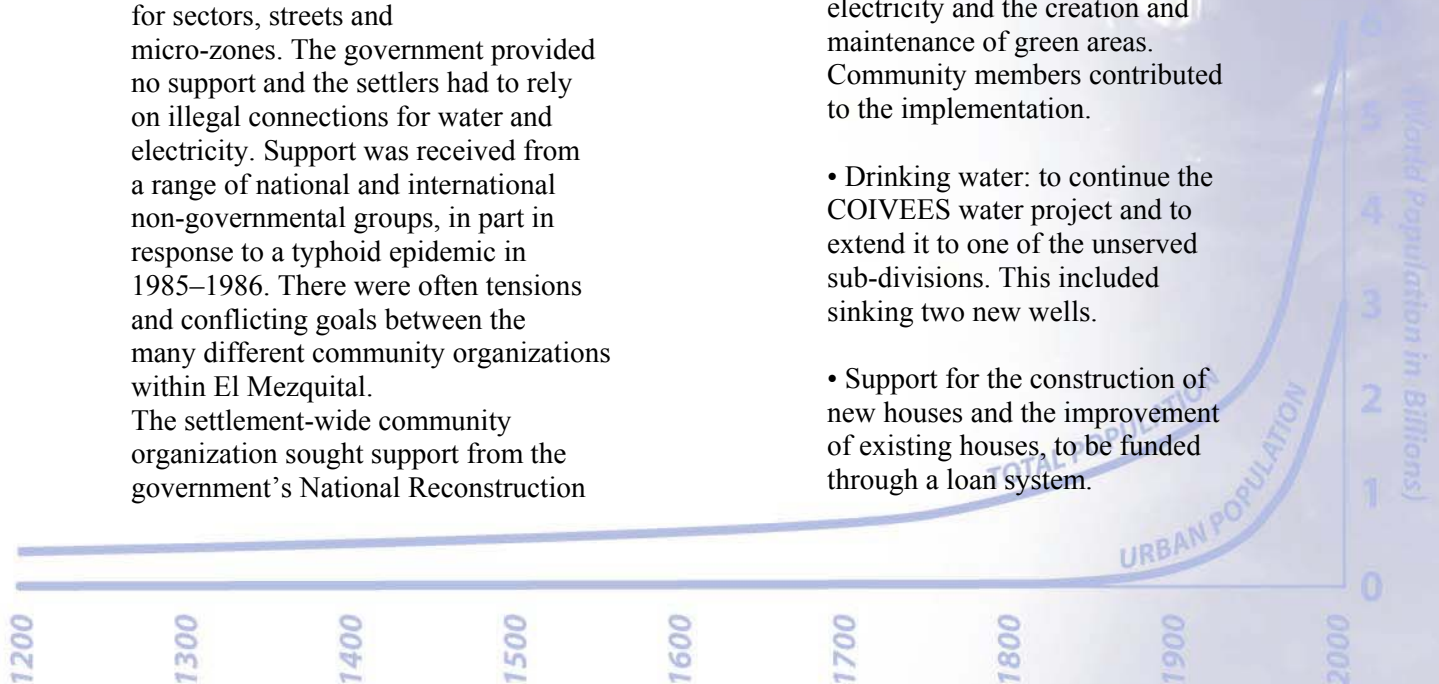 for sectors, streets and
micro-zones. The government provided
no support and the settlers had to rely
on illegal connections for water and
electricity. Support was received from
a range of national and international
non-governmental groups, in part in
response to a typhoid epidemic in
1985–1986. There were often tensions
and conflicting goals between the
many different community organizations
within El Mezquital.
The settlement-wide community
organization sought support from the
government’s National Reconstruction
electricity and the creation and
maintenance of green areas.
Community members contributed
to the implementation.
• Drinking water: to continue the
COIVEES water project and to
extend it to one of the unserved
sub-divisions. This included
sinking two new wells.
• Support for the construction of
new houses and the improvement
of existing houses, to be funded
through a loan system.
TOTAL POPULATION
URBAN POPULATION
6
5
4
3
2
1
0
(World Population in Billions)
1200
1300
1400
1500
1600
1700
1800
1900
2000